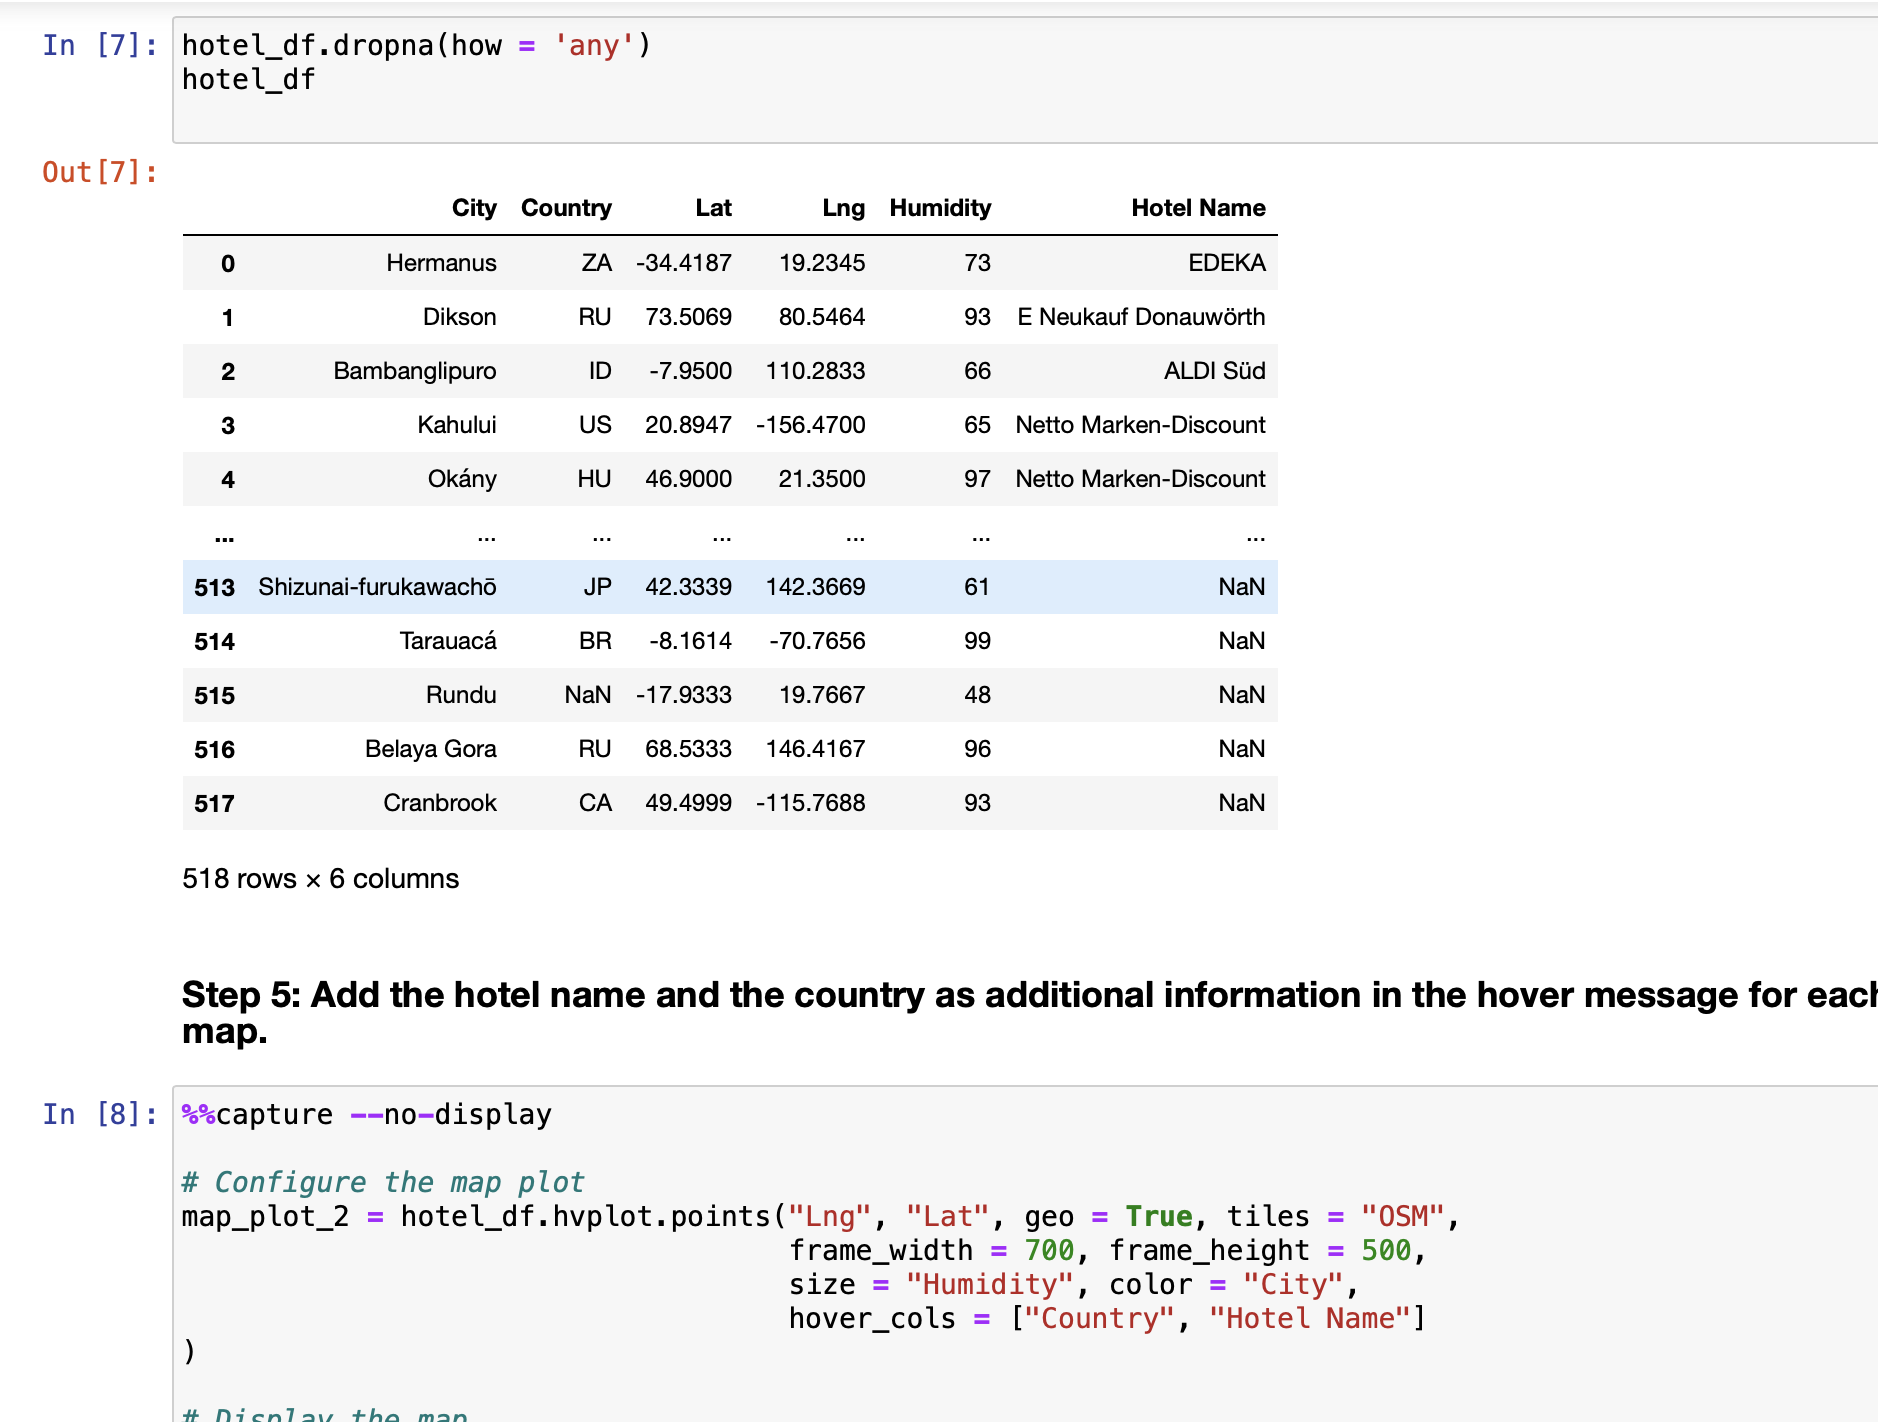 In [7]: hotel_df.dropna(how = 'any')
hotel_df
Out[7]:
City Country Lat Lng Humidity Hotel Name
0 Hermanus ZA -34.4187 19.2345 73 EDEKA
1 Dikson RU 73.5069 80.5464 93 E Neukauf Donauwörth
2 Bambanglipuro ID -7.9500 110.2833 66 ALDI Süd
3 Kahului US 20.8947 -156.4700 65 Netto Marken-Discount
4 Okány HU 46.9000 21.3500 97 Netto Marken-Discount
... ... ... ... ... ... ...
513 Shizunai-furukawachō JP 42.3339 142.3669 61 NaN
514 Tarauacá BR -8.1614 -70.7656 99 NaN
515 Rundu NaN -17.9333 19.7667 48 NaN
516 Belaya Gora RU 68.5333 146.4167 96 NaN
517 Cranbrook CA 49.4999 -115.7688 93 NaN
518 rows × 6 columns
Step 5: Add the hotel name and the country as additional information in the hover message for each
map.
In [8]: %%capture --no-display
# Configure the map plot
map_plot_2 = hotel_df.hvplot.points("Lng", "Lat", geo = True, tiles = "OSM",
frame_width = 700, frame_height = 500,
size = "Humidity", color = "City",
hover_cols = ["Country", "Hotel Name"]
)
# Display the map